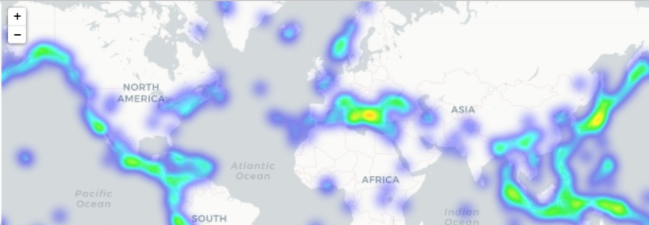 +
−
NORTH
AMERICA
ASIA
Atlantic
Ocean
AFRICA
Pacific
Ocean
SOUTH
Indian
Ocean